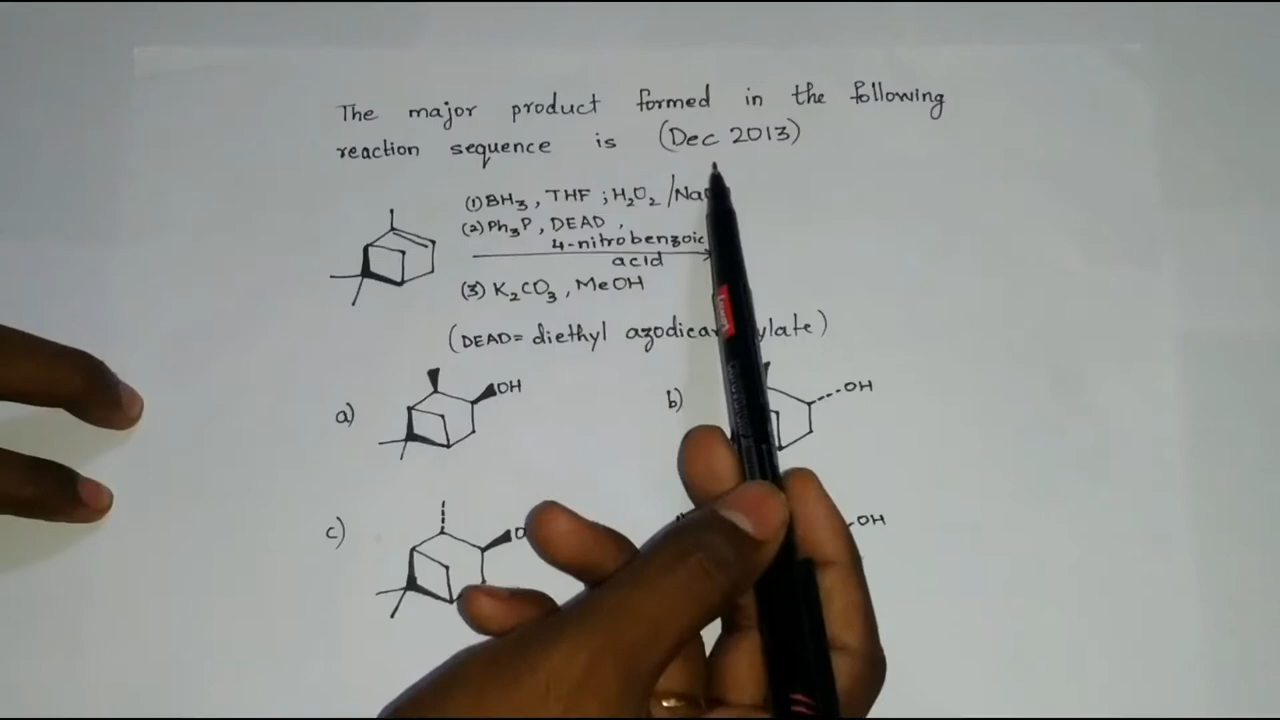 The major product formed in the following
reaction sequence is (Dec 2013)
(1) BH3, THF ; H2O2 /Na
(2) Ph3P, DEAD,
4-nitrobenzoic
acid
(3) K2CO3, MeOH
(DEAD= diethyl azodica ylate)
a)
OH
b)
OH
c)
OH